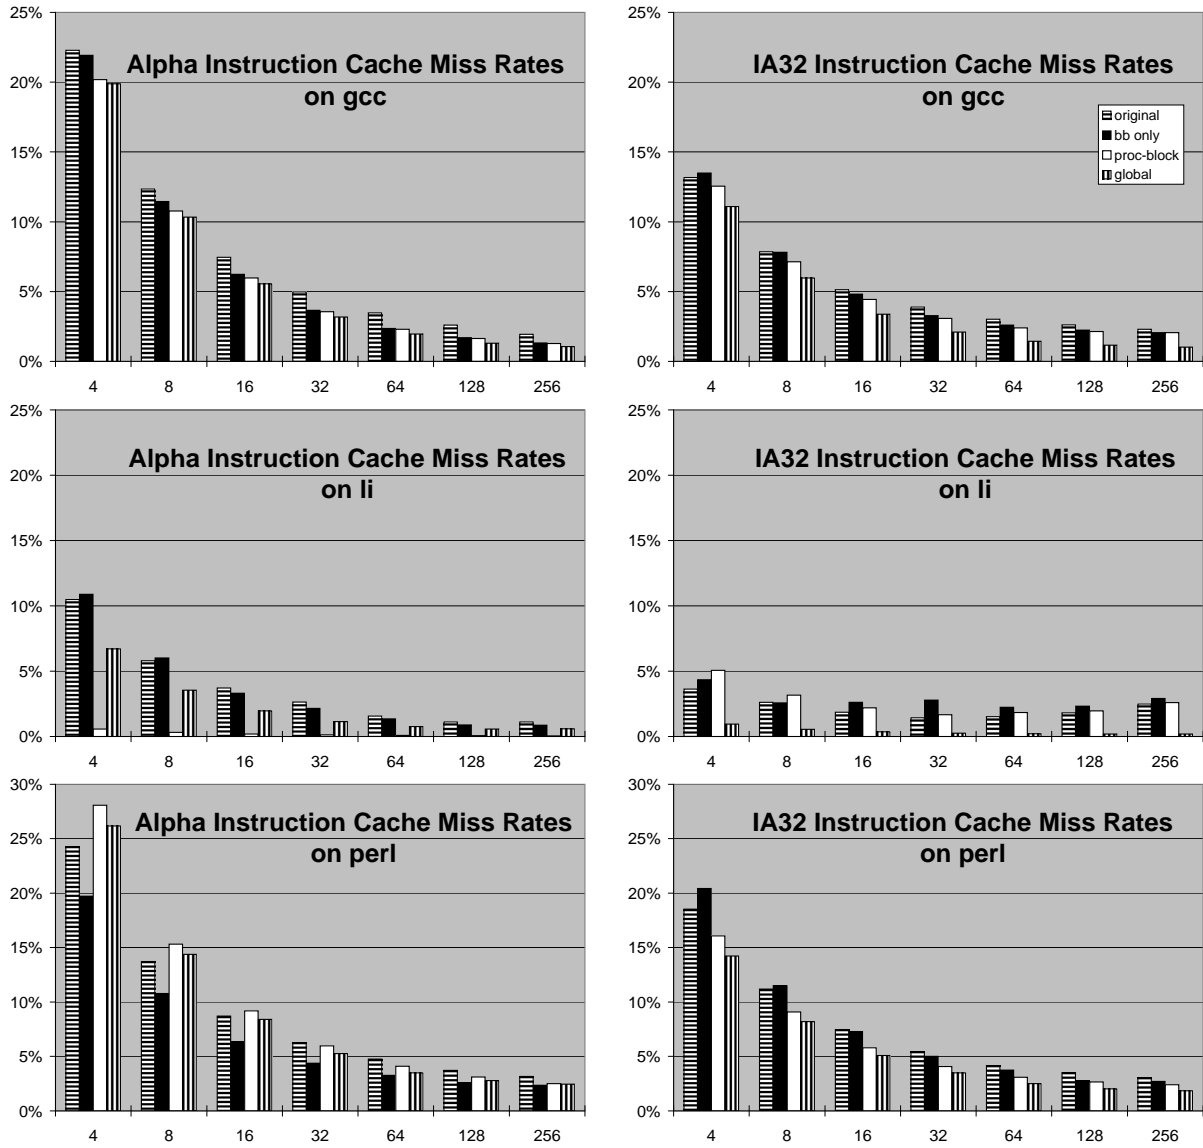 25%
20%
15%
10%
5%
0%
Alpha Instruction Cache Miss Rates
on gcc
4 8 16 32 64 128 256
25%
20%
15%
10%
5%
0%
IA32 Instruction Cache Miss Rates
on gcc
original
bb only
proc-block
global
4 8 16 32 64 128 256
25%
20%
15%
10%
5%
0%
Alpha Instruction Cache Miss Rates
on li
4 8 16 32 64 128 256
25%
20%
15%
10%
5%
0%
IA32 Instruction Cache Miss Rates
on li
4 8 16 32 64 128 256
30%
25%
20%
15%
10%
5%
0%
Alpha Instruction Cache Miss Rates
on perl
4 8 16 32 64 128 256
30%
25%
20%
15%
10%
5%
0%
IA32 Instruction Cache Miss Rates
on perl
4 8 16 32 64 128 256